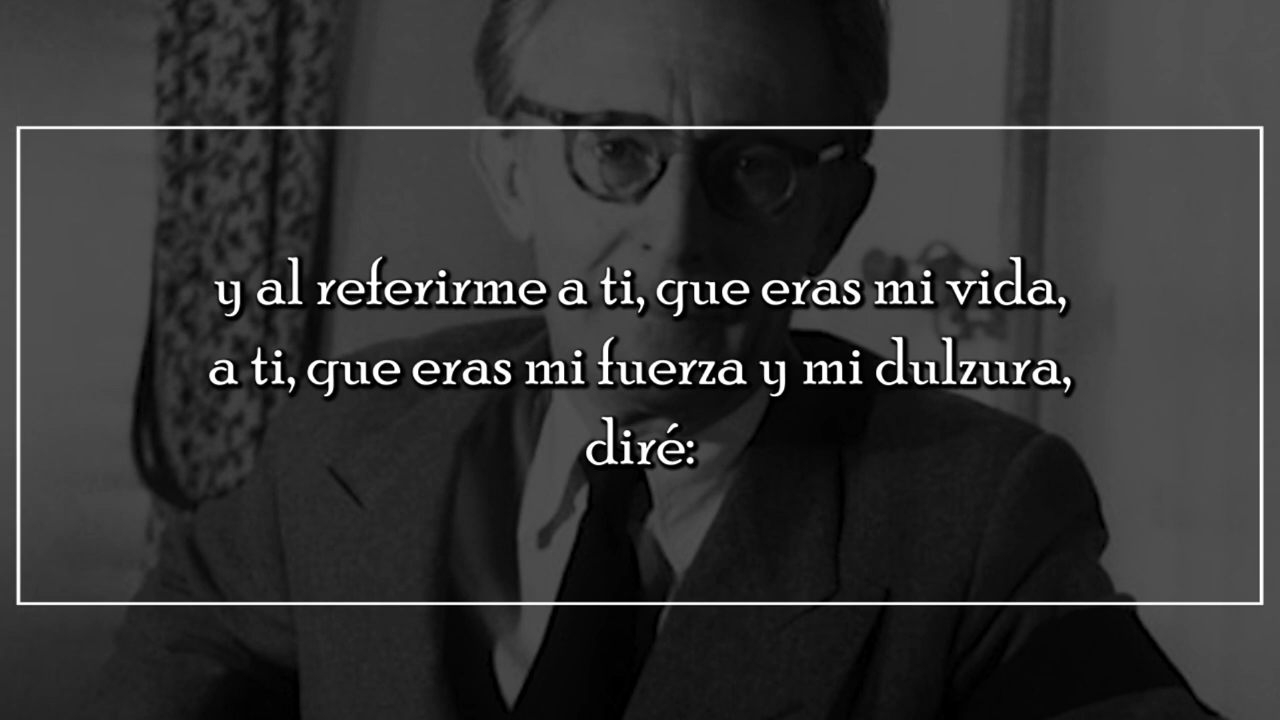 y al referirme a ti, que eras mi vida,
a ti, que eras mi fuerza y mi dulzura,
diré: